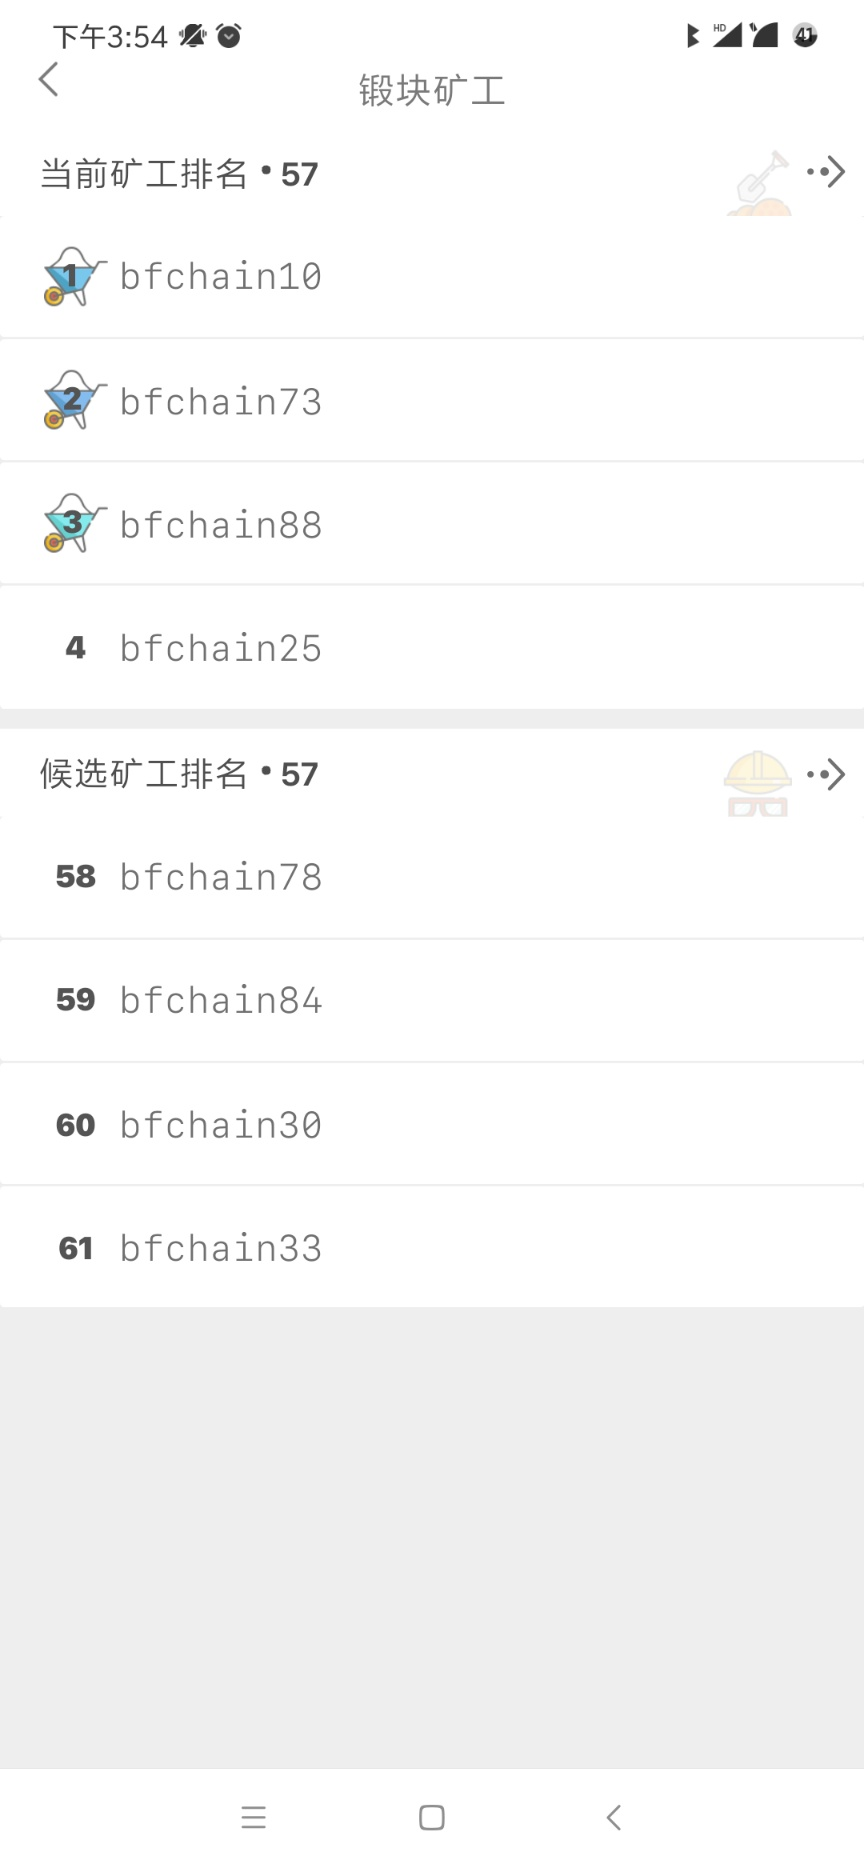 下午3:54 HD 41
锻块矿工
当前矿工排名 • 57
1 bfchain10
2 bfchain73
3 bfchain88
4 bfchain25
候选矿工排名 • 57
58 bfchain78
59 bfchain84
60 bfchain30
61 bfchain33